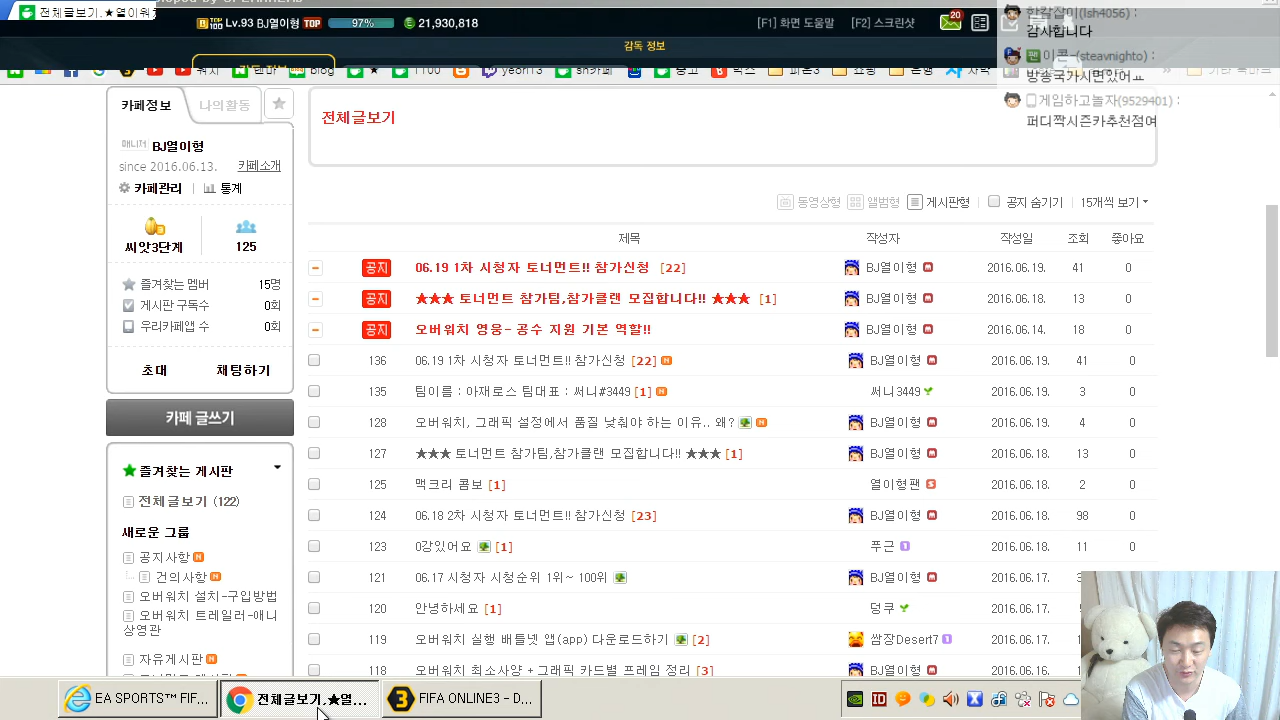 전체글보기.★열이워치
TOP 100 Lv.93 BJ열이형 TOP 97% 21,930,818 [F1] 화면 도움말 [F2] 스크린샷 20
감독 정보
한칼잡이(lsh4056) :
감사합니다
팬 이콘~(steavnighto) :
방송국가시면있어요
게임하고놀자(9529401) :
퍼디짝시즌카추천점여
카페정보 나의활동
매니저 BJ열이형
since 2016.06.13. 카페소개
카페관리 통계
씨앗3단계 125
즐겨찾는 멤버 15명
게시판 구독수 0회
우리카페앱 수 0회
초대 채팅하기
카페 글쓰기
즐겨찾는 게시판
전체글보기 (122)
새로운 그룹
공지사항 N
건의사항 N
오버워치 설치-구입방법
오버워치 트레일러-애니
상영관
자유게시판 N
전체글보기
동영상형 앨범형 게시판형 공지 숨기기 15개씩 보기
제목 작성자 작성일 조회 좋아요
공지 06.19 1차 시청자 토너먼트!! 참가신청 [22] BJ열이형 2016.06.19. 41 0
공지 ★★★ 토너먼트 참가팀,참가클랜 모집합니다!! ★★★ [1] BJ열이형 2016.06.18. 13 0
공지 오버워치 영웅- 공수 지원 기본 역할!! BJ열이형 2016.06.14. 11 0
136 06.19 1차 시청자 토너먼트!! 참가신청 [22] N BJ열이형 2016.06.19. 41 0
135 팀이름 : 아재로스 팀대표 : 써니#3449 [1] N 써니3449 2016.06.19. 3 0
128 오버워치, 그래픽 설정에서 품질 낮춰야 하는 이유.. 왜? N BJ열이형 2016.06.19. 4 0
127 ★★★ 토너먼트 참가팀,참가클랜 모집합니다!! ★★★ [1] BJ열이형 2016.06.18. 13 0
125 맥크리 콤보 [1] 열이형팬 2016.06.18. 2 0
124 06.18 2차 시청자 토너먼트!! 참가신청 [23] BJ열이형 2016.06.18. 98 0
123 0강있어요 [1] 푸근 2016.06.18. 11 0
121 06.17 시청자 시청순위 1위~ 100위 BJ열이형 2016.06.17.
120 안녕하세요 [1] 덩쿠 2016.06.17.
119 오버워치 실행 배틀넷 앱(app) 다운로드하기 [2] 쌈장Desert7 2016.06.17.
118 오버워치 최소사양 + 그래픽 카드별 프레임 정리 [3] BJ열이형 2016.06.16.
EA SPORTS™ FIF... 전체글보기.★열... FIFA ONLINE3 - D...